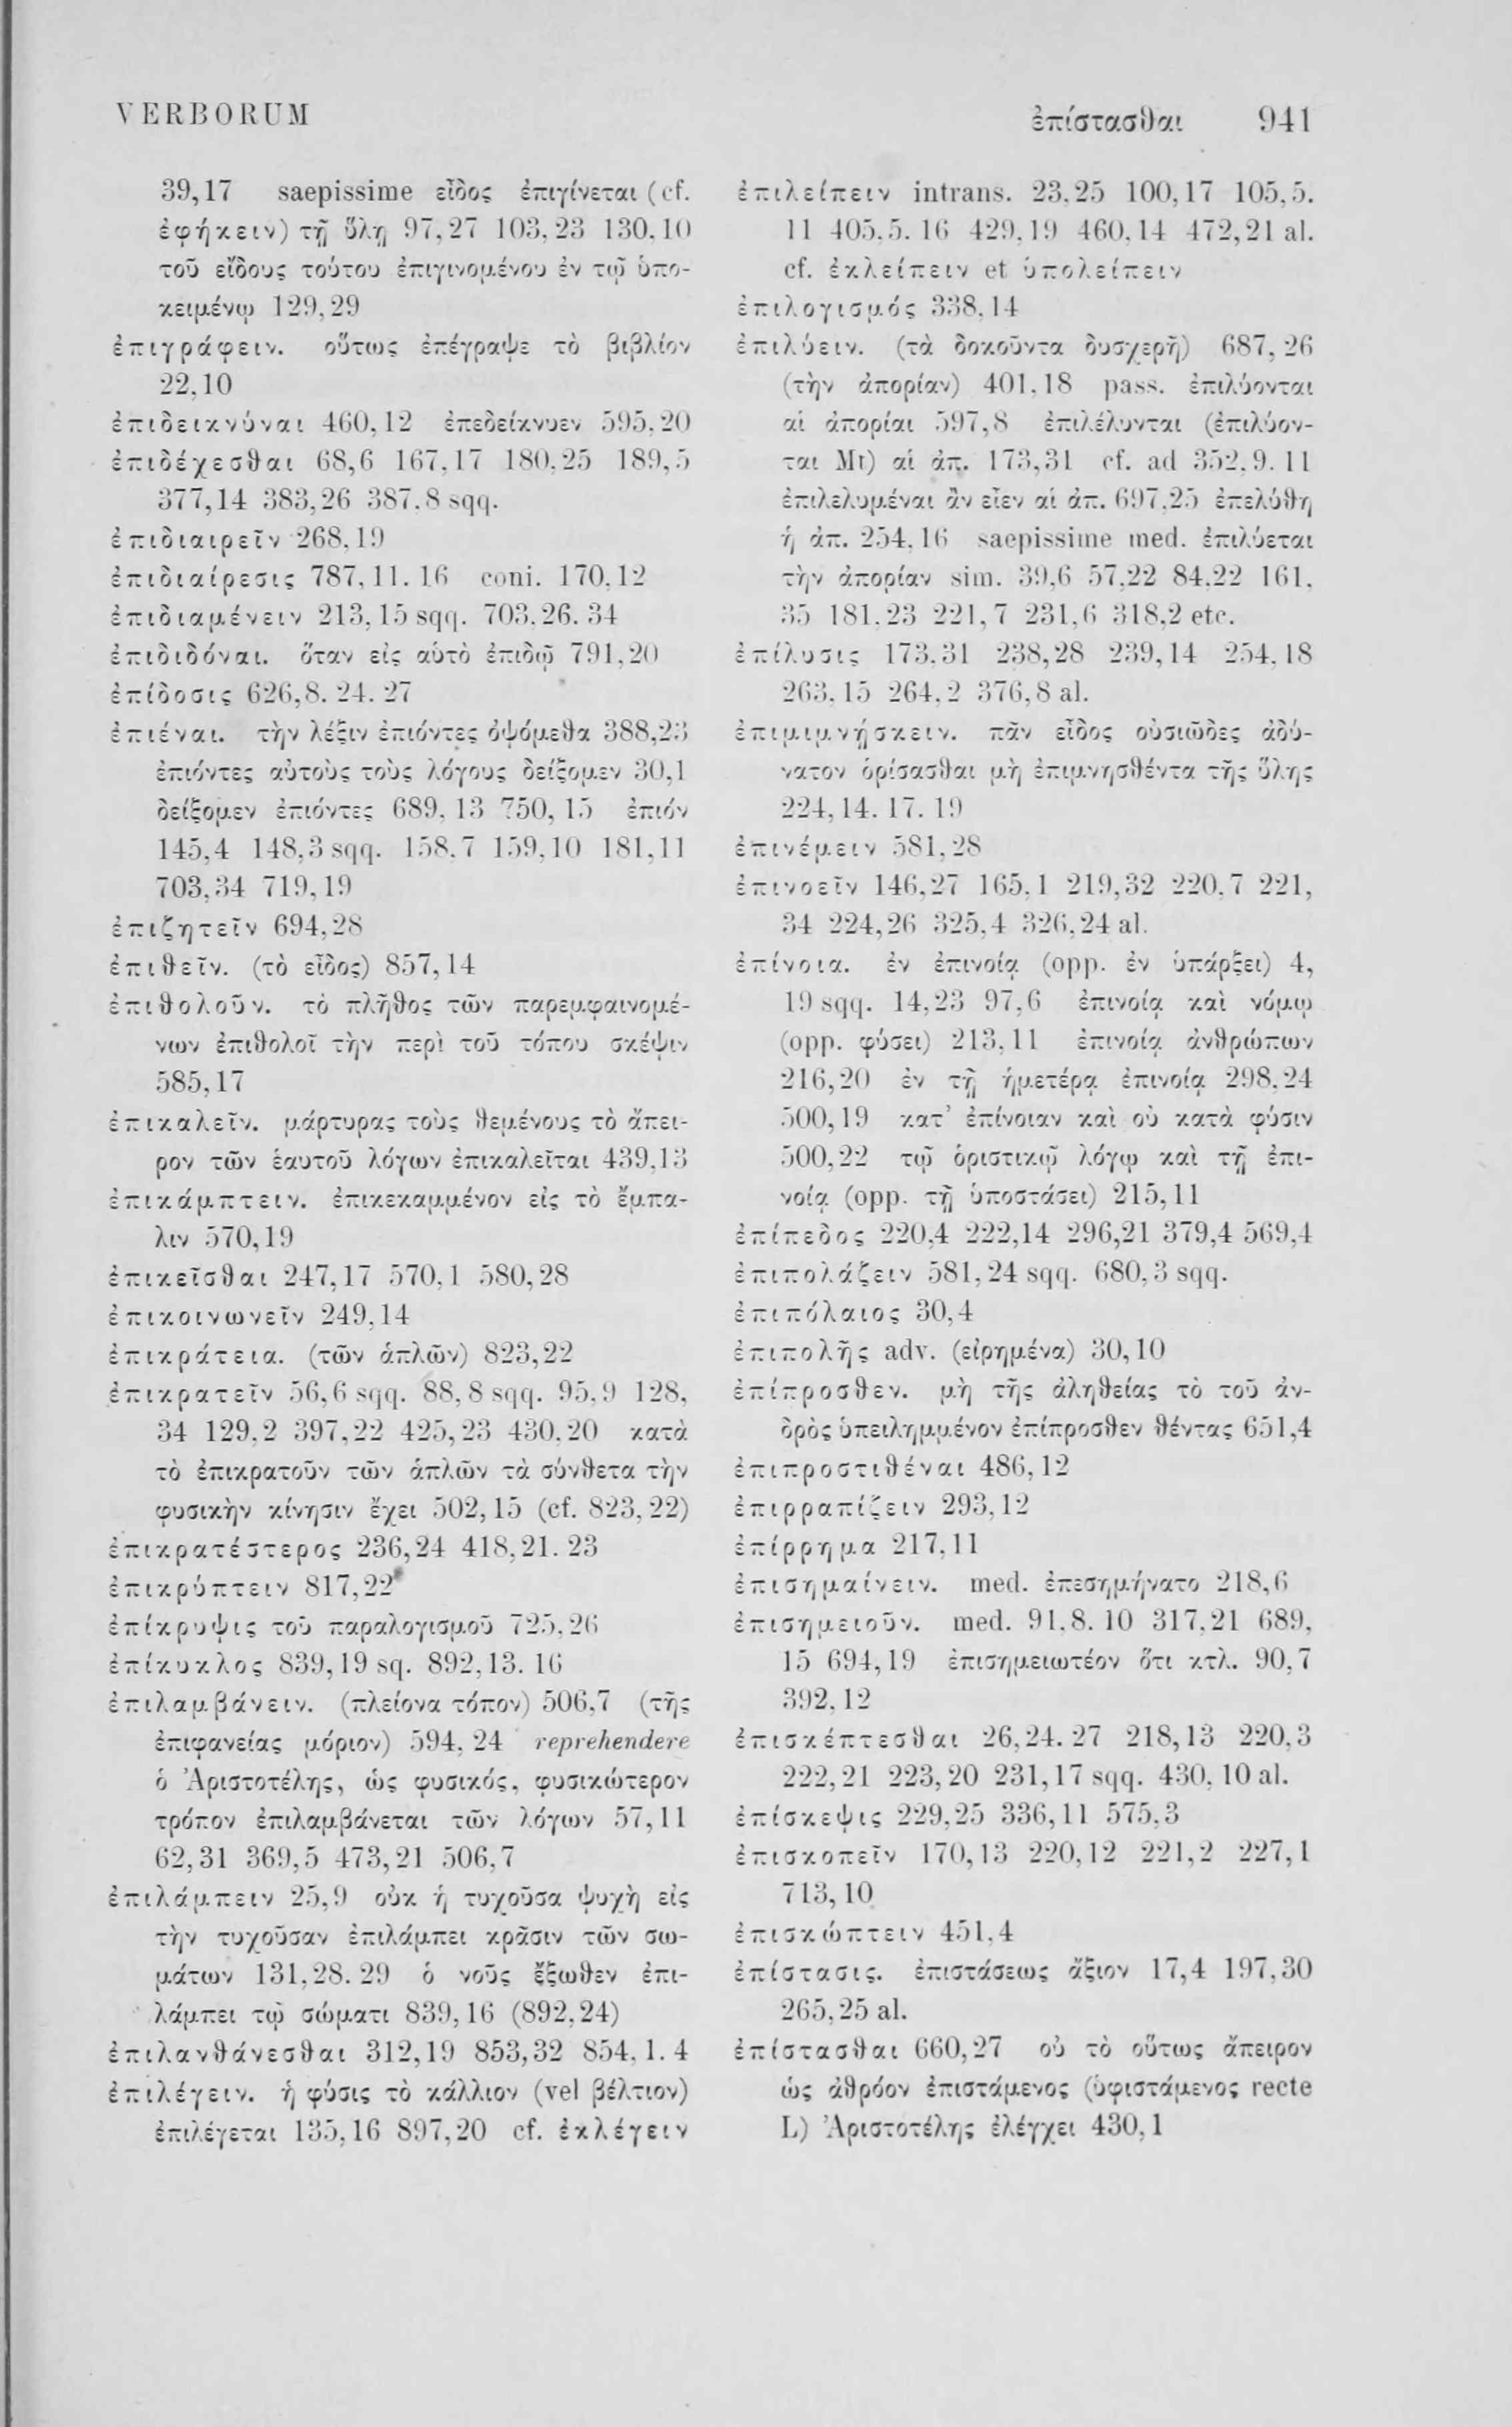 VERBORUM ἐπίστασθαι 941
39,17 saepissime εἶδος ἐπιγίνεται (cf.
ἐφήκειν) τῇ ὕλῃ 97,27 103,23 130,10
τοῦ εἴδους τούτου ἐπιγινομένου ἐν τῷ ὑπο-
κειμένῳ 129,29
ἐπιγράφειν. οὕτως ἐπέγραψε τὸ βιβλίον
22,10
ἐπιδεικνύναι 460,12 ἐπεδείκνυεν 595,20
ἐπιδέχεσθαι 68,6 167,17 180,25 189,5
377,14 383,26 387,8 sqq.
ἐπιδιαιρεῖν 268,19
ἐπιδιαίρεσις 787,11. 16 coni. 170,12
ἐπιδιαμένειν 213,15 sqq. 703,26. 34
ἐπιδιδόναι. ὅταν εἰς αὑτὸ ἐπιδῷ 791,20
ἐπίδοσις 626,8. 24. 27
ἐπιέναι. τὴν λέξιν ἐπιόντες ὀψόμεθα 388,23
ἐπιόντες αὐτοὺς τοὺς λόγους δείξομεν 30,1
δείξομεν ἐπιόντες 689,13 750,15 ἐπιόν
145,4 148,3 sqq. 158,7 159,10 181,11
703,34 719,19
ἐπιζητεῖν 694,28
ἐπιθεῖν. (τὸ εἶδος) 857,14
ἐπιθολοῦν. τὸ πλῆθος τῶν παρεμφαινομέ-
νων ἐπιθολοῖ τὴν περὶ τοῦ τόπου σκέψιν
585,17
ἐπικαλεῖν. μάρτυρας τοὺς θεμένους τὸ ἄπει-
ρον τῶν ἑαυτοῦ λόγων ἐπικαλεῖται 439,13
ἐπικάμπτειν. ἐπικεκαμμένον εἰς τὸ ἔμπα-
λιν 570,19
ἐπικεῖσθαι 247,17 570,1 580,28
ἐπικοινωνεῖν 249,14
ἐπικράτεια. (τῶν ἁπλῶν) 823,22
ἐπικρατεῖν 56,6 sqq. 88,8 sqq. 95,9 128,
34 129,2 397,22 425,23 430,20 κατὰ
τὸ ἐπικρατοῦν τῶν ἁπλῶν τὰ σύνθετα τὴν
φυσικὴν κίνησιν ἔχει 502,15 (cf. 823,22)
ἐπικρατέστερος 236,24 418,21. 23
ἐπικρύπτειν 817,22
ἐπίκρυψις τοῦ παραλογισμοῦ 725,26
ἐπίκυκλος 839,19 sq. 892,13. 16
ἐπιλαμβάνειν. (πλείονα τόπον) 506,7 (τῆς
ἐπιφανείας μόριον) 594,24 reprehendere
ὁ Ἀριστοτέλης, ὡς φυσικός, φυσικώτερον
τρόπον ἐπιλαμβάνεται τῶν λόγων 57,11
62,31 369,5 473,21 506,7
ἐπιλάμπειν 25,9 οὐκ ἡ τυχοῦσα ψυχὴ εἰς
τὴν τυχοῦσαν ἐπιλάμπει κρᾶσιν τῶν σω-
μάτων 131,28. 29 ὁ νοῦς ἔξωθεν ἐπι-
λάμπει τῷ σώματι 839,16 (892,24)
ἐπιλανθάνεσθαι 312,19 853,32 854,1. 4
ἐπιλέγειν. ἡ φύσις τὸ κάλλιον (vel βέλτιον)
ἐπιλέγεται 135,16 897,20 cf. ἐκλέγειν
ἐπιλείπειν intrans. 23,25 100,17 105,5.
11 405,5. 16 429,19 460,14 472,21 al.
cf. ἐκλείπειν et ὑπολείπειν
ἐπιλογισμός 338,14
ἐπιλύειν. (τὰ δοκοῦντα δυσχερῆ) 687,26
(τὴν ἀπορίαν) 401,18 pass. ἐπιλύονται
αἱ ἀπορίαι 597,8 ἐπιλέλυνται (ἐπιλύον-
ται Mt) αἱ ἀπ. 173,31 cf. ad 352,9. 11
ἐπιλελυμέναι ἂν εἶεν αἱ ἀπ. 697,25 ἐπελύθη
ἡ ἀπ. 254,16 saepissime med. ἐπιλύεται
τὴν ἀπορίαν sim. 39,6 57,22 84,22 161,
35 181,23 221,7 231,6 318,2 etc.
ἐπίλυσις 173,31 238,28 239,14 254,18
263,15 264,2 376,8 al.
ἐπιμιμνῄσκειν. πᾶν εἶδος οὐσιῶδες ἀδύ-
νατον ὁρίσασθαι μὴ ἐπιμνησθέντα τῆς ὕλης
224,14. 17. 19
ἐπινέμειν 581,28
ἐπινοεῖν 146,27 165,1 219,32 220,7 221,
34 224,26 325,4 326,24 al.
ἐπίνοια. ἐν ἐπινοίᾳ (opp. ἐν ὑπάρξει) 4,
19 sqq. 14,23 97,6 ἐπινοίᾳ καὶ νόμῳ
(opp. φύσει) 213,11 ἐπινοίᾳ ἀνθρώπων
216,20 ἐν τῇ ἡμετέρᾳ ἐπινοίᾳ 298,24
500,19 κατ’ ἐπίνοιαν καὶ οὐ κατὰ φύσιν
500,22 τῷ ὁριστικῷ λόγῳ καὶ τῇ ἐπι-
νοίᾳ (opp. τῇ ὑποστάσει) 215,11
ἐπίπεδος 220,4 222,14 296,21 379,4 569,4
ἐπιπολάζειν 581,24 sqq. 680,3 sqq.
ἐπιπόλαιος 30,4
ἐπιπολῆς adv. (εἰρημένα) 30,10
ἐπίπροσθεν. μὴ τῆς ἀληθείας τὸ τοῦ ἀν-
δρὸς ὑπειλημμένον ἐπίπροσθεν θέντας 651,4
ἐπιπροστιθέναι 486,12
ἐπιρραπίζειν 293,12
ἐπίρρημα 217,11
ἐπισημαίνειν. med. ἐπεσημήνατο 218,6
ἐπισημειοῦν. med. 91,8. 10 317,21 689,
15 694,19 ἐπισημειωτέον ὅτι κτλ. 90,7
392,12
ἐπισκέπτεσθαι 26,24. 27 218,13 220,3
222,21 223,20 231,17 sqq. 430,10 al.
ἐπίσκεψις 229,25 336,11 575,3
ἐπισκοπεῖν 170,13 220,12 221,2 227,1
713,10
ἐπισκώπτειν 451,4
ἐπίστασις. ἐπιστάσεως ἄξιον 17,4 197,30
265,25 al.
ἐπίστασθαι 660,27 οὐ τὸ οὕτως ἄπειρον
ὡς ἀθρόον ἐπιστάμενος (ὑφιστάμενος recte
L) Ἀριστοτέλης ἐλέγχει 430,1